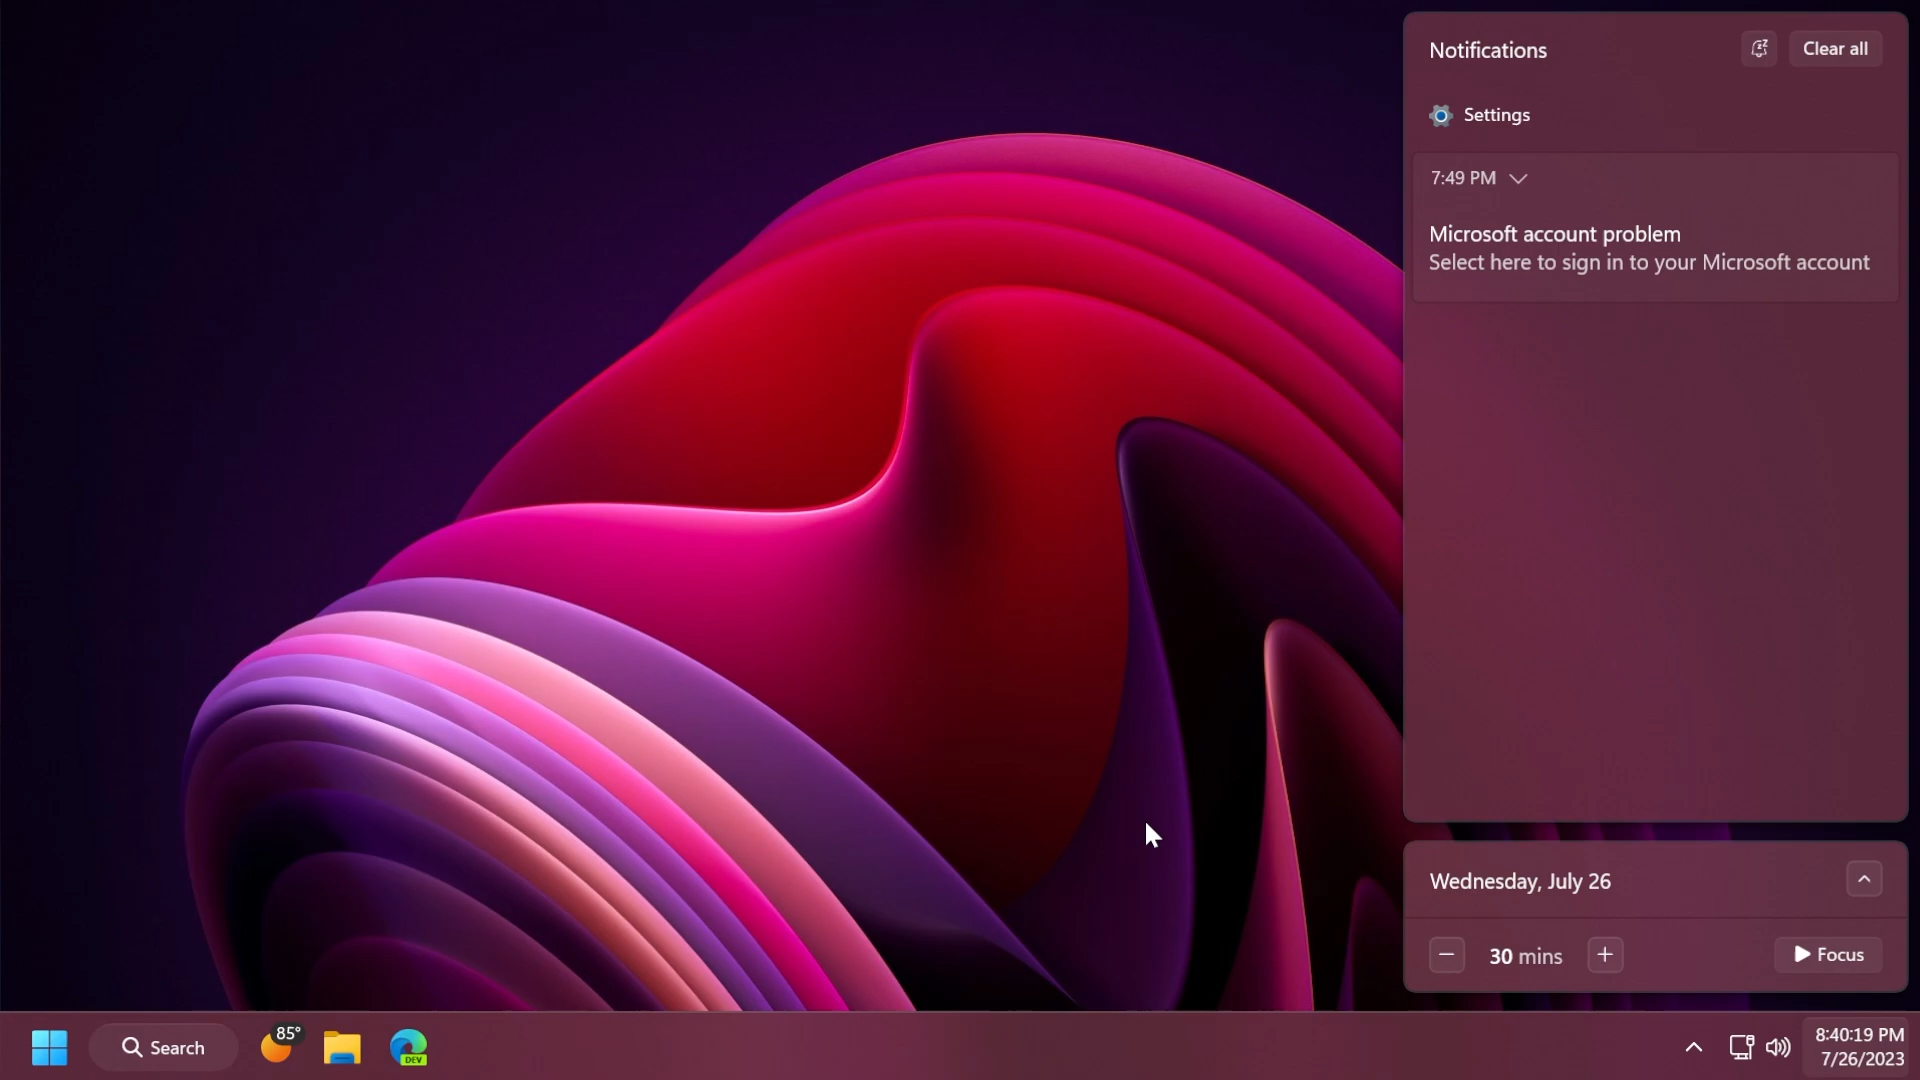 Notifications
Clear all
Settings
7:49 PM
Microsoft account problem
Select here to sign in to your Microsoft account
Wednesday, July 26
30 mins
Focus
Search
85°
DEV
8:40:19 PM
7/26/2023